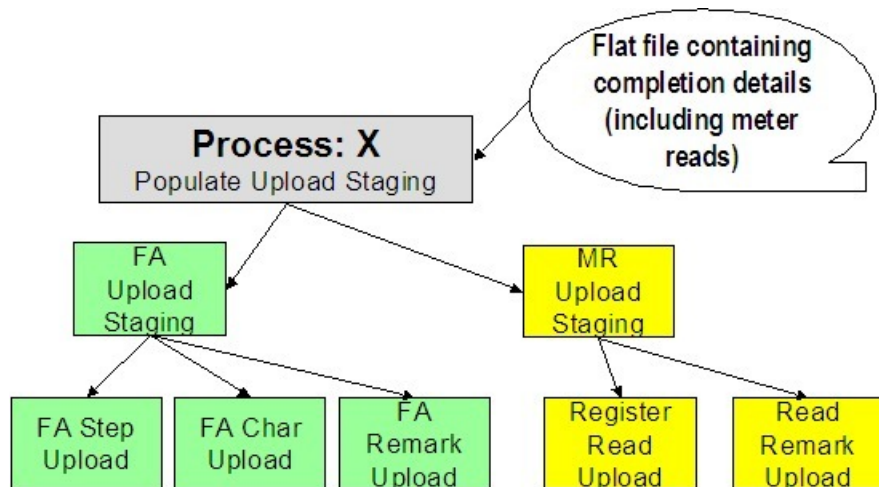 Flat file containing
completion details
(including meter
reads)
Process: X
Populate Upload Staging
FA
Upload
Staging
MR
Upload
Staging
FA Step
Upload
FA Char
Upload
FA
Remark
Upload
Register
Read
Upload
Read
Remark
Upload